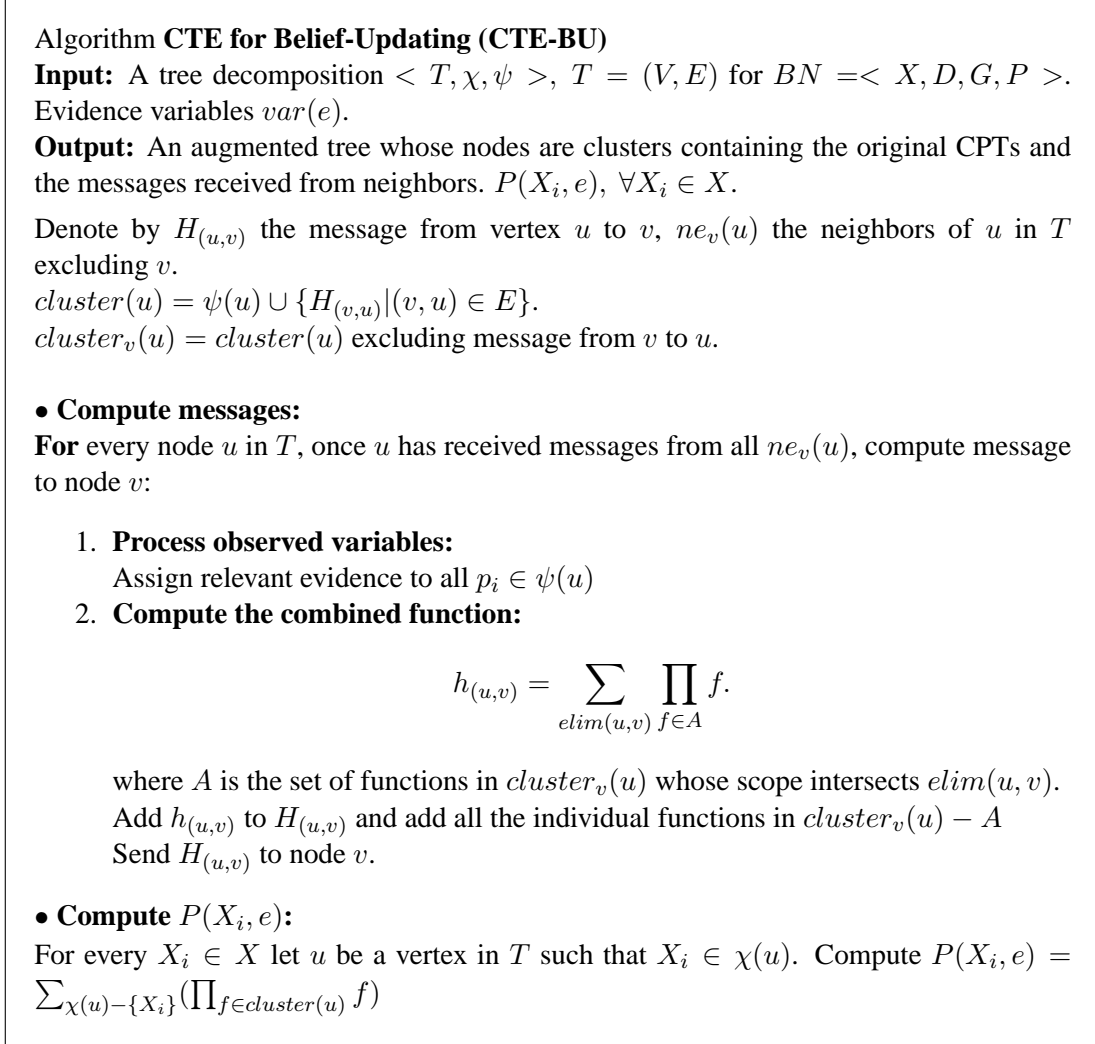 Algorithm CTE for Belief-Updating (CTE-BU)
Input: A tree decomposition < T, χ, ψ >, T = (V, E) for BN =< X, D, G, P >.
Evidence variables var(e).
Output: An augmented tree whose nodes are clusters containing the original CPTs and
the messages received from neighbors. P(X_i, e), ∀X_i ∈ X.
Denote by H_(u,v) the message from vertex u to v, ne_v(u) the neighbors of u in T
excluding v.
cluster(u) = ψ(u) ∪ {H_(v,u)|(v, u) ∈ E}.
cluster_v(u) = cluster(u) excluding message from v to u.
• Compute messages:
For every node u in T, once u has received messages from all ne_v(u), compute message
to node v:
1. Process observed variables:
Assign relevant evidence to all p_i ∈ ψ(u)
2. Compute the combined function:
h_(u,v) = ∑_{elim(u,v)} ∏_{f∈A} f.
where A is the set of functions in cluster_v(u) whose scope intersects elim(u, v).
Add h_(u,v) to H_(u,v) and add all the individual functions in cluster_v(u) − A
Send H_(u,v) to node v.
• Compute P(X_i, e):
For every X_i ∈ X let u be a vertex in T such that X_i ∈ χ(u). Compute P(X_i, e) =
∑_{χ(u)−{X_i}}(∏_{f∈cluster(u)} f)